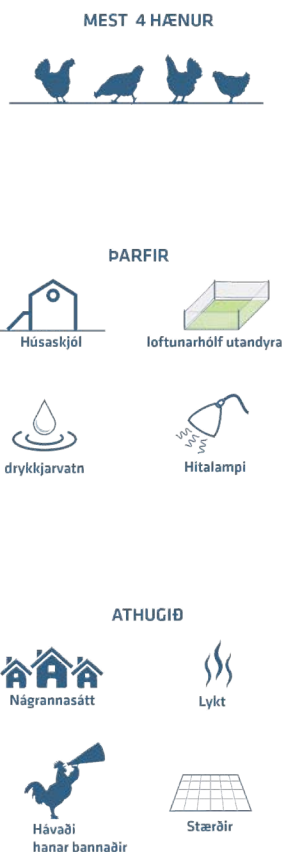 MEST 4 HÆNUR
ÞARFIR
Húsaskjól
loftunarhólf utandyra
drykkjarvatn
Hitalampi
ATHUGIÐ
Nágrannasátt
Lykt
Hávaði
hanar bannaðir
Stærðir